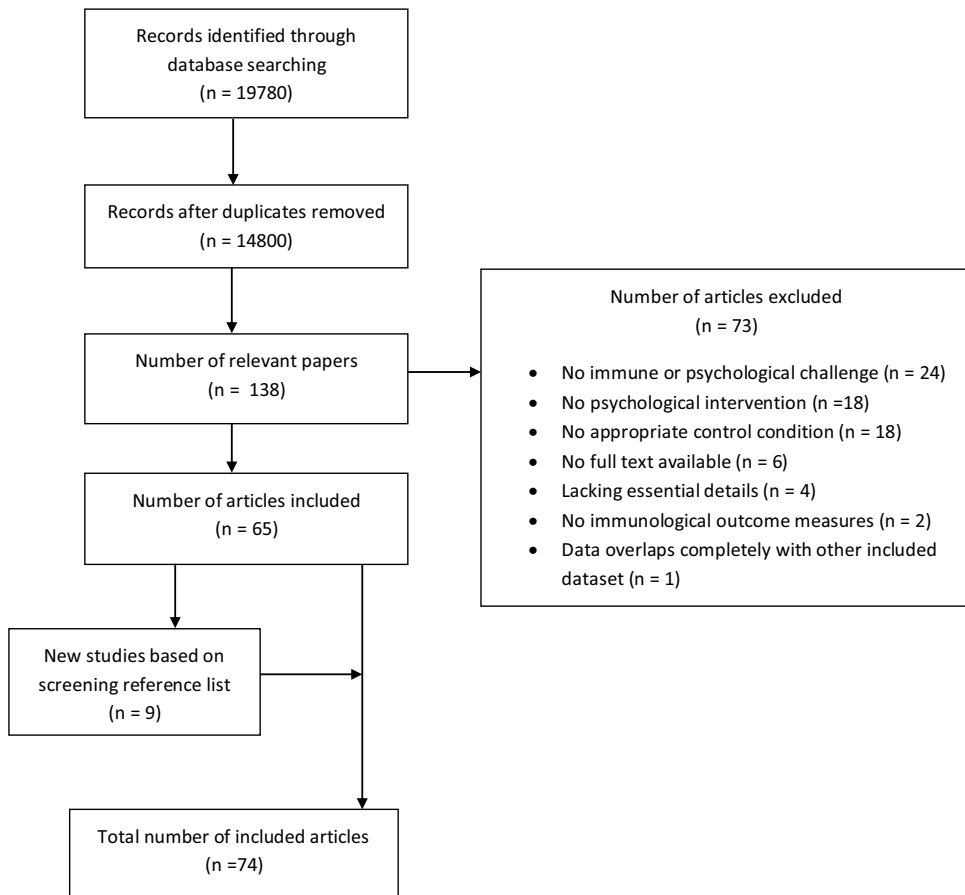 Records identified through
database searching
(n = 19780)
Records after duplicates removed
(n = 14800)
Number of relevant papers
(n =  138)
Number of articles excluded
(n = 73)
• No immune or psychological challenge (n = 24)
• No psychological intervention (n =18)
• No appropriate control condition (n = 18)
• No full text available (n = 6)
• Lacking essential details (n = 4)
• No immunological outcome measures (n = 2)
• Data overlaps completely with other included
dataset (n = 1)
Number of articles included
(n = 65)
New studies based on
screening reference list
(n = 9)
Total number of included articles
(n =74)